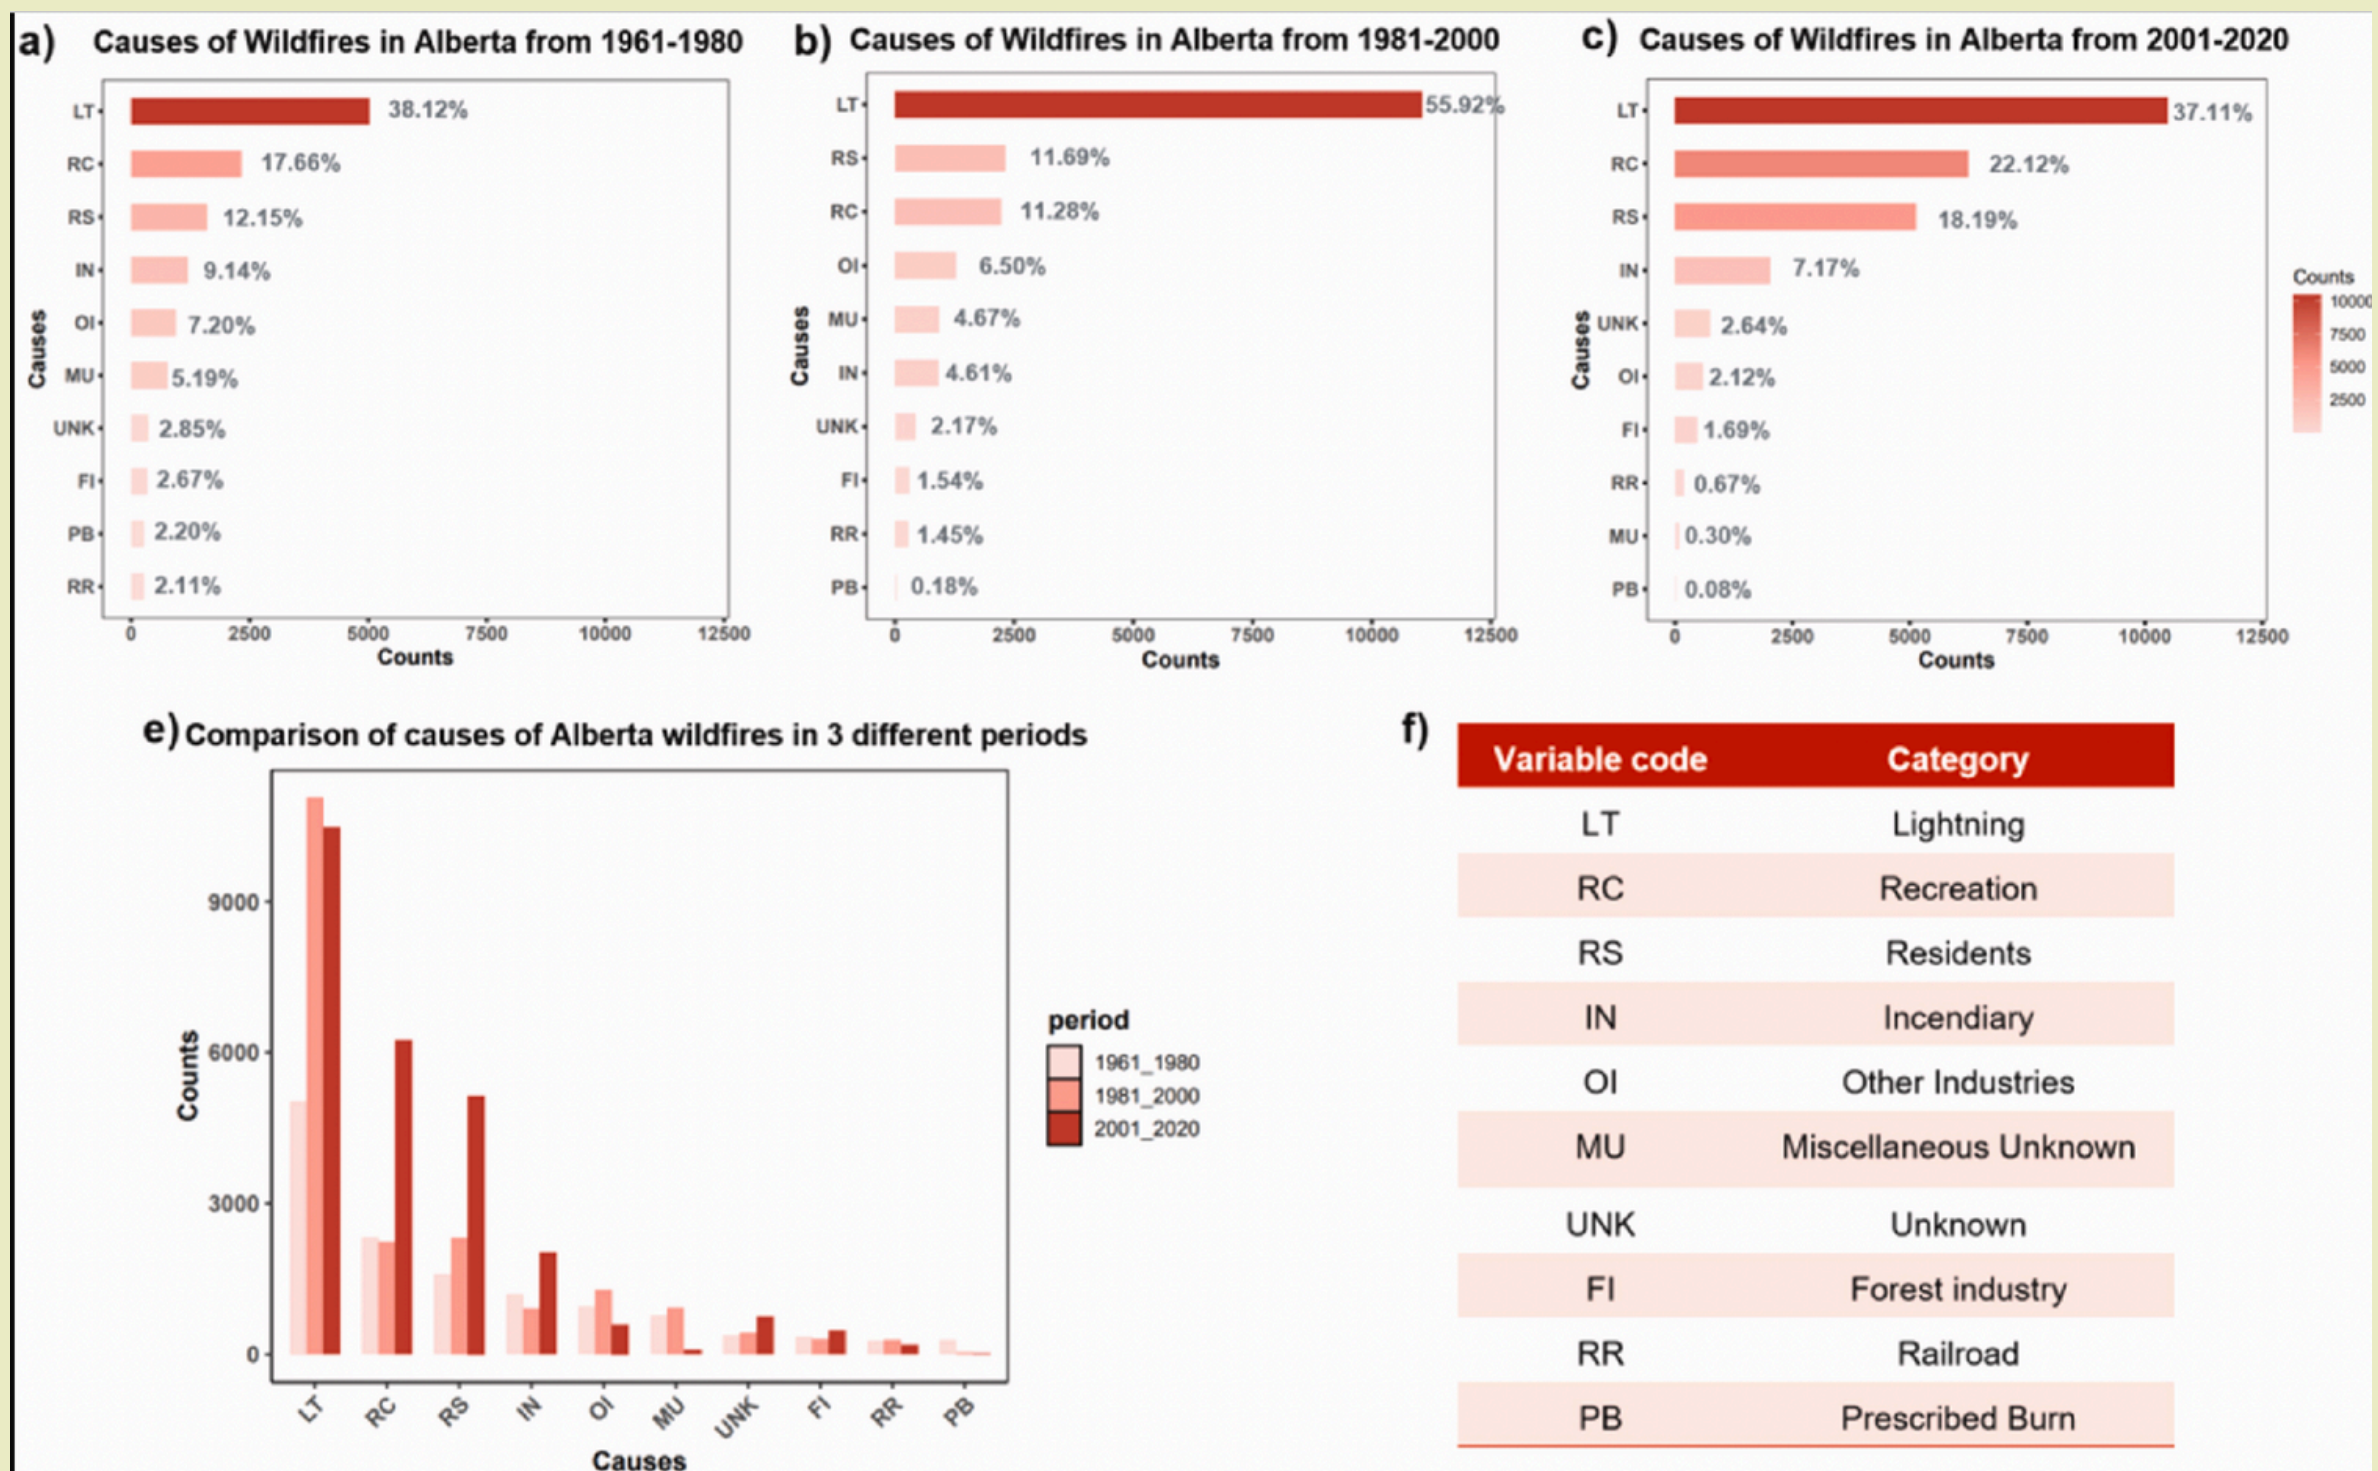 a) Causes of Wildfires in Alberta from 1961-1980
LT 38.12%
RC 17.66%
RS 12.15%
IN 9.14%
OI 7.20%
MU 5.19%
UNK 2.85%
FI 2.67%
PB 2.20%
RR 2.11%
Causes
0 2500 5000 7500 10000 12500
Counts
b) Causes of Wildfires in Alberta from 1981-2000
LT 55.92%
RS 11.69%
RC 11.28%
OI 6.50%
MU 4.67%
IN 4.61%
UNK 2.17%
FI 1.54%
RR 1.45%
PB 0.18%
Causes
0 2500 5000 7500 10000 12500
Counts
c) Causes of Wildfires in Alberta from 2001-2020
LT 37.11%
RC 22.12%
RS 18.19%
IN 7.17%
UNK 2.64%
OI 2.12%
FI 1.69%
RR 0.67%
MU 0.30%
PB 0.08%
Causes
0 2500 5000 7500 10000 12500
Counts
Counts
10000
7500
5000
2500
e) Comparison of causes of Alberta wildfires in 3 different periods
9000
6000
3000
0
Counts
LT RC RS IN OI MU UNK FI RR PB
Causes
period
1961_1980
1981_2000
2001_2020
f)
Variable code Category
LT Lightning
RC Recreation
RS Residents
IN Incendiary
OI Other Industries
MU Miscellaneous Unknown
UNK Unknown
FI Forest industry
RR Railroad
PB Prescribed Burn